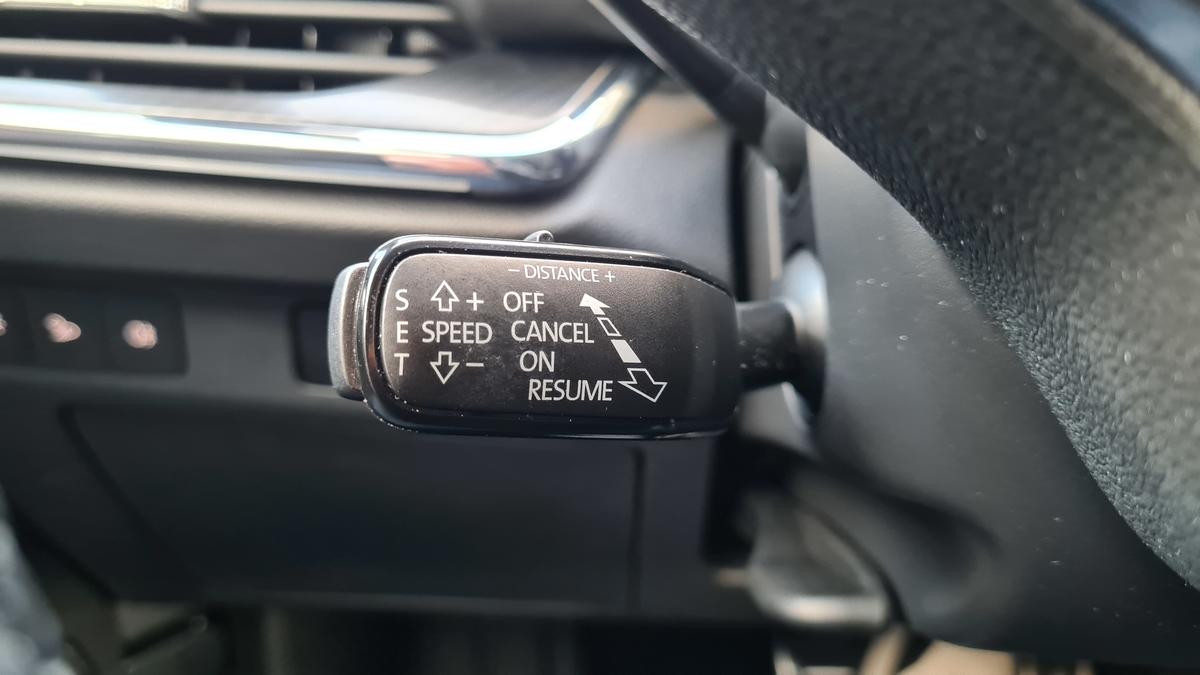 − DISTANCE +
S + OFF
E SPEED CANCEL
T − ON
RESUME